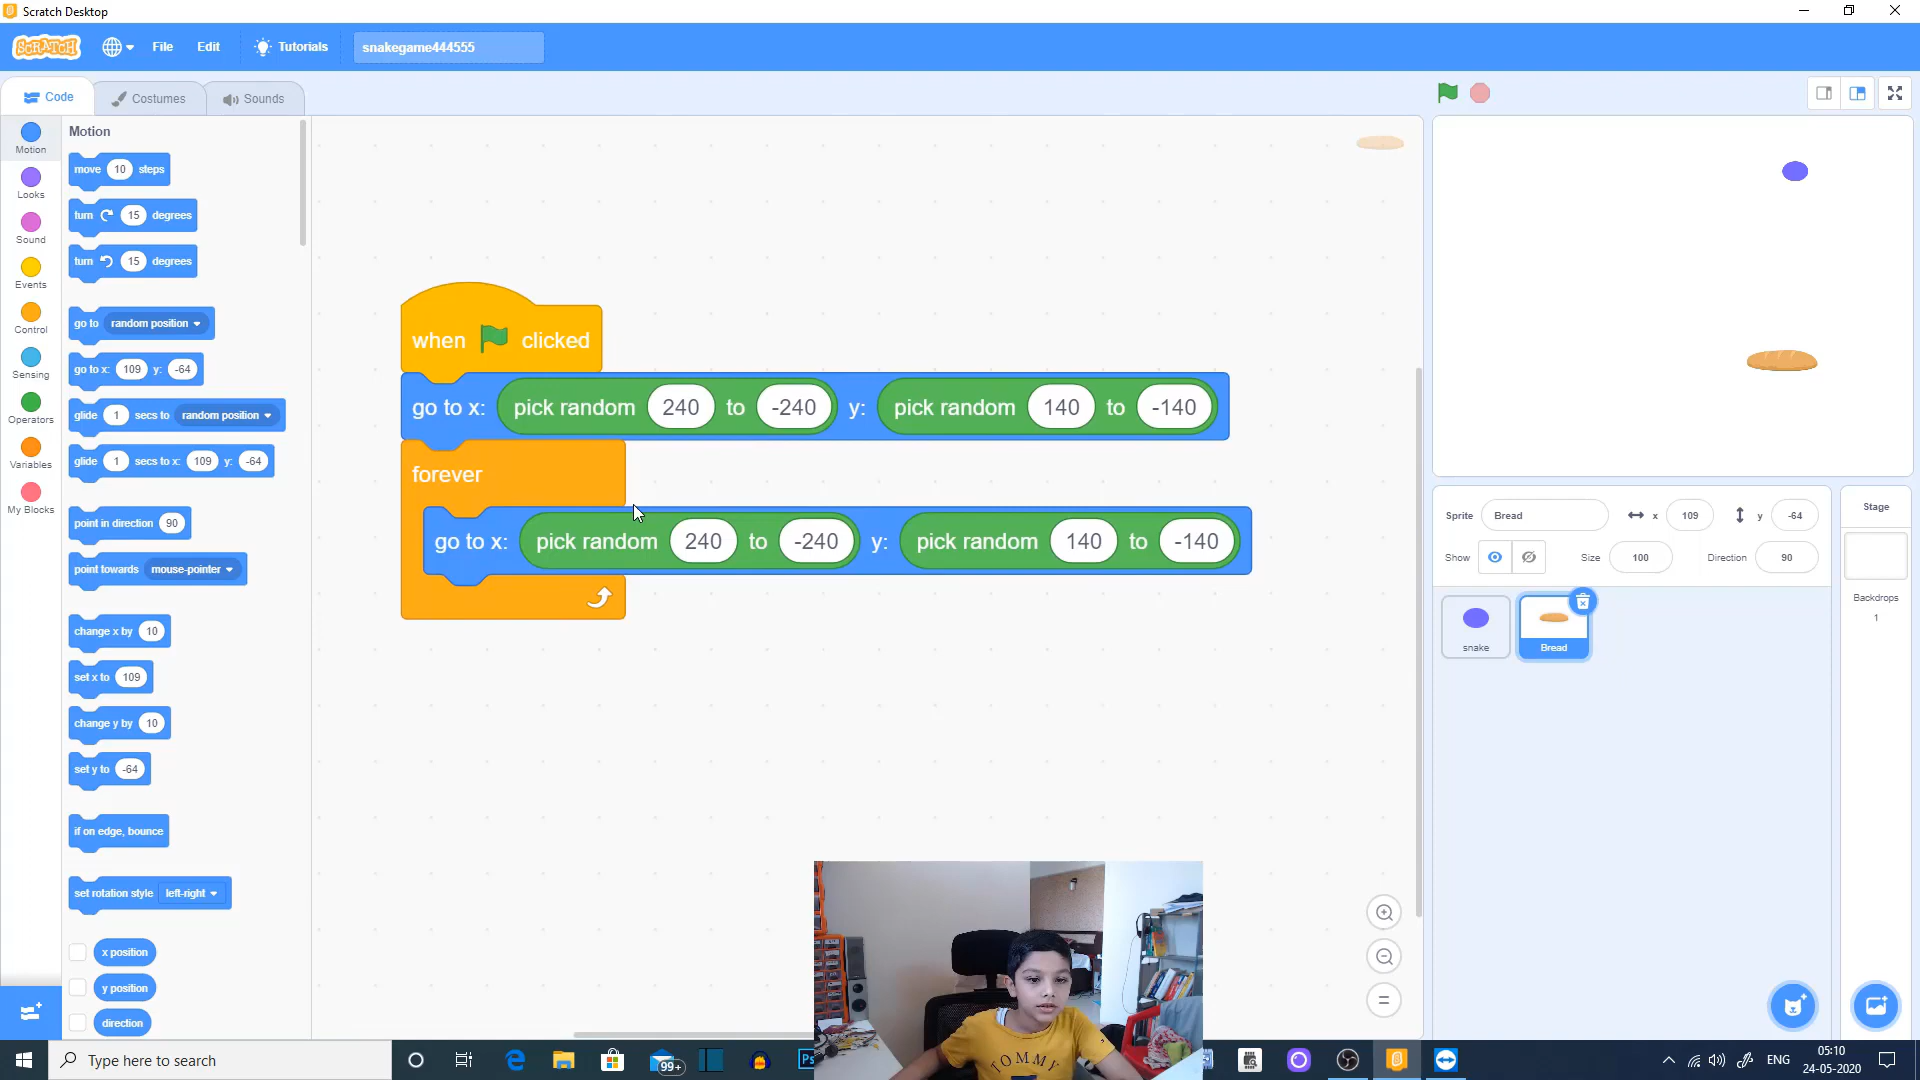 Scratch Desktop
SCRATCH File Edit Tutorials snakegame444555
Code Costumes Sounds
Motion
Looks
Sound
Events
Control
Sensing
Operators
Variables
My Blocks
Motion
move 10 steps
turn 15 degrees
turn 15 degrees
go to random position
go to x: 109 y: -64
glide 1 secs to random position
glide 1 secs to x: 109 y: -64
point in direction 90
point towards mouse-pointer
change x by 10
set x to 109
change y by 10
set y to -64
if on edge, bounce
set rotation style left-right
x position
y position
direction
when clicked
go to x: pick random 240 to -240 y: pick random 140 to -140
forever
go to x: pick random 240 to -240 y: pick random 140 to -140
Sprite Bread x 109 y -64
Show Size 100 Direction 90
snake
Bread
Stage
Backdrops
1
TOMMY
Type here to search
99+
Ps
ENG
05:10
24-05-2020